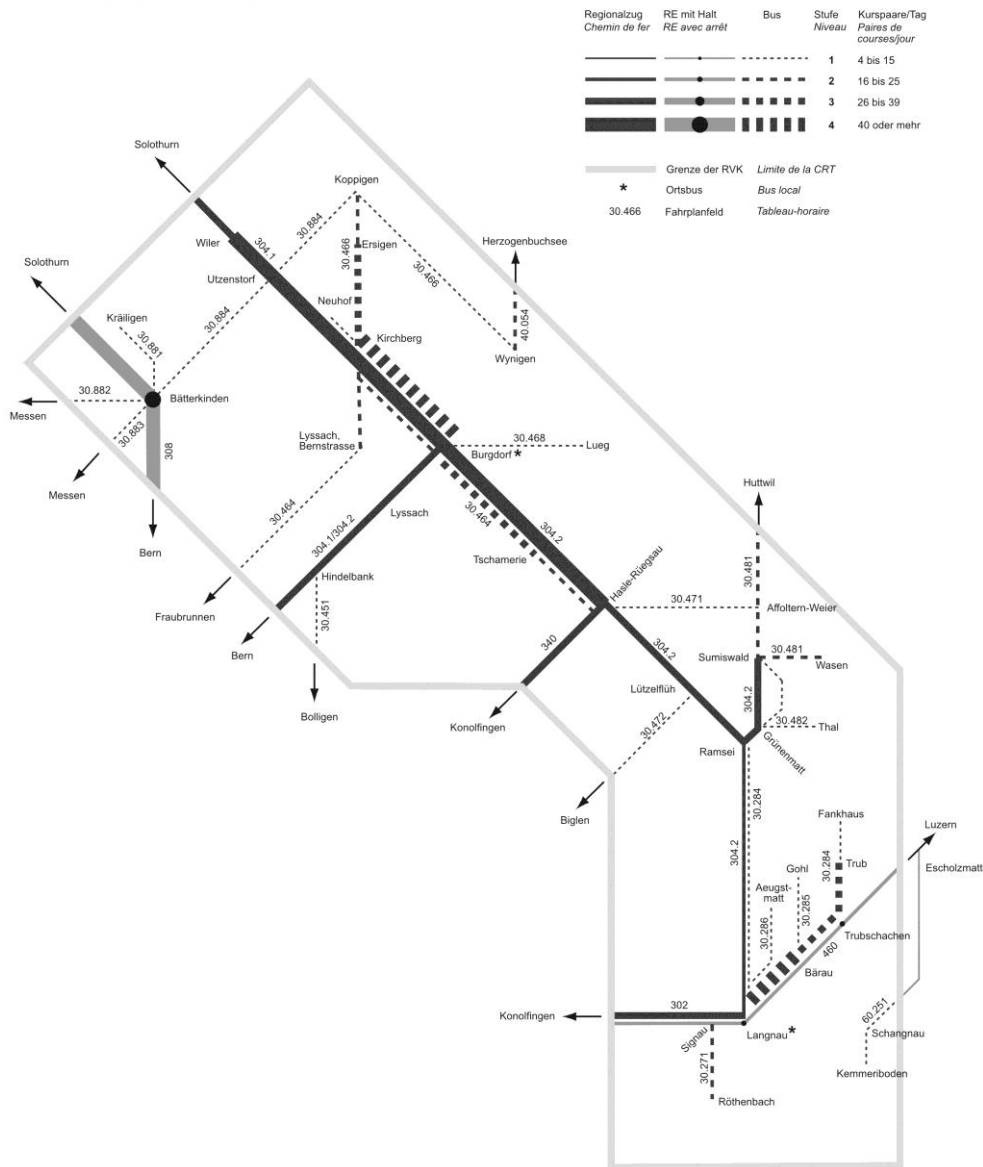 Regionalzug
Chemin de fer
RE mit Halt
RE avec arrêt
Bus
Stufe
Niveau
Kurspaare/Tag
Paires de
courses/jour
1 4 bis 15
2 16 bis 25
3 26 bis 39
4 40 oder mehr
Grenze der RVK Limite de la CRT
* Ortsbus Bus local
30.466 Fahrplanfeld Tableau-horaire
Solothurn
Koppigen
30.884
304.1
Wiler
Ersigen
30.466
30.466
Herzogenbuchsee
Solothurn
Utzenstorf
Neuhof
40.054
Kräiligen
30.884
Kirchberg
30.881
Wynigen
30.882
Bätterkinden
Messen
30.883
308
Lyssach,
Bernstrasse
30.468
Lueg
Burgdorf *
Messen
Huttwil
30.464
Lyssach
30.464
304.2
Bern
304.1/304.2
Tschamerie
30.481
Hindelbank
Hasle-Rüegsau
30.471
Affoltern-Weier
Fraubrunnen
30.451
340
304.2
Sumiswald
30.481
Wasen
Bern
Lützelflüh
304.2
Bolligen
30.472
30.482
Thal
Konolfingen
Ramsei
Grünenmatt
30.284
Biglen
Fankhaus
Luzern
304.2
30.284
Trub
Escholzmatt
Gohl
Aeugst-
matt
30.285
30.286
Trubschachen
460
Bärau
302
60.251
Konolfingen
Signau
Langnau *
Schangnau
30.271
Kemmeriboden
Röthenbach